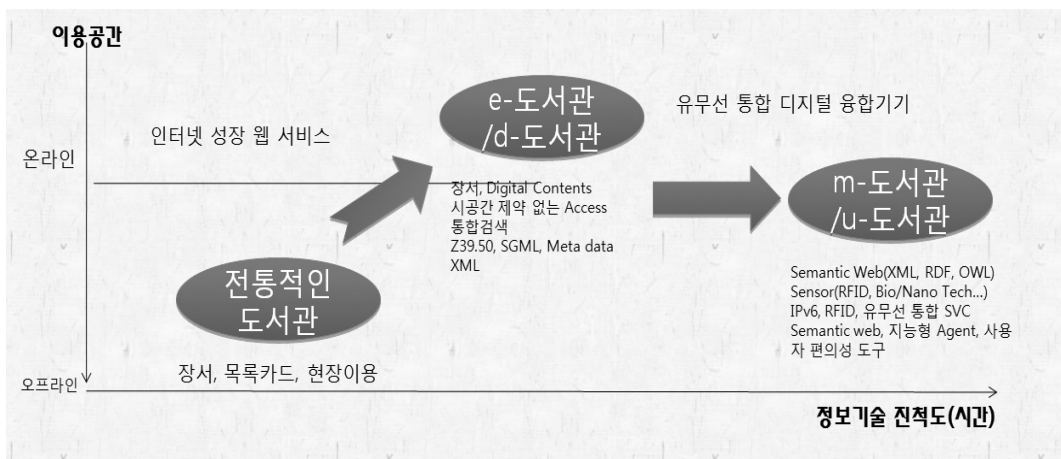 이용공간
e-도서관
/d-도서관
유무선 통합 디지털 융합기기
인터넷 성장 웹 서비스
온라인
m-도서관
/u-도서관
장서, Digital Contents
시공간 제약 없는 Access
통합검색
Z39.50, SGML, Meta data
XML
전통적인
도서관
Semantic Web(XML, RDF, OWL)
Sensor(RFID, Bio/Nano Tech...)
IPv6, RFID, 유무선 통합 SVC
Semantic web, 지능형 Agent, 사용
자 편의성 도구
장서, 목록카드, 현장이용
오프라인
정보기술 진척도(시간)